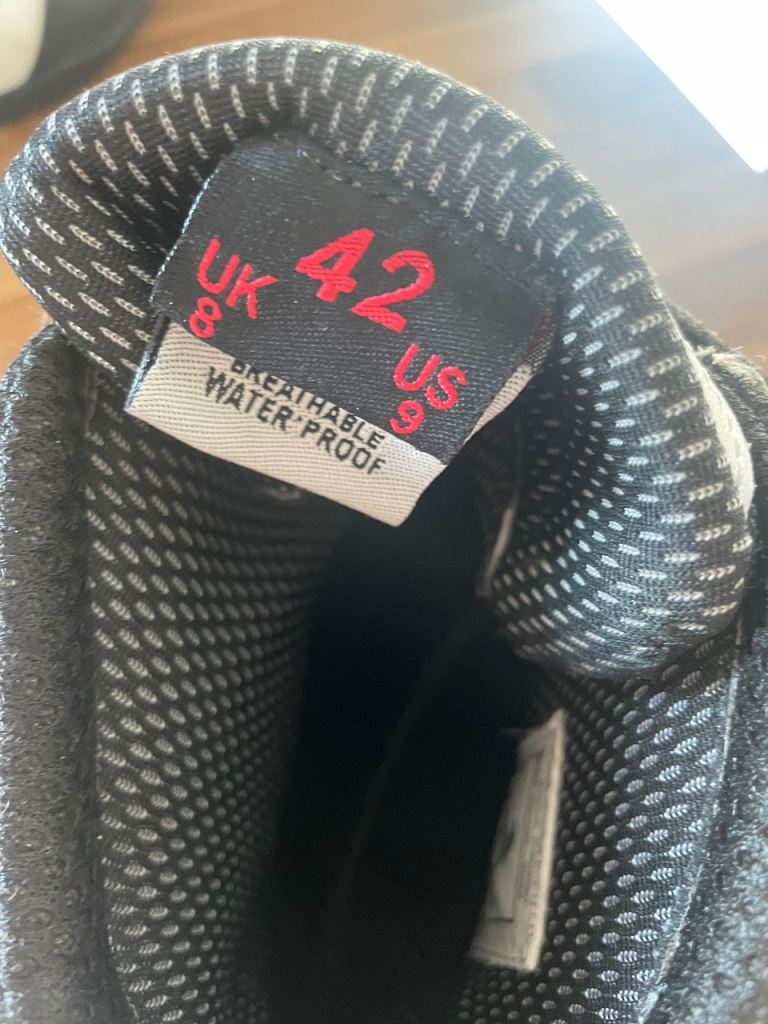 42
UK
8
US
9
BREATHABLE
WATER·PROOF